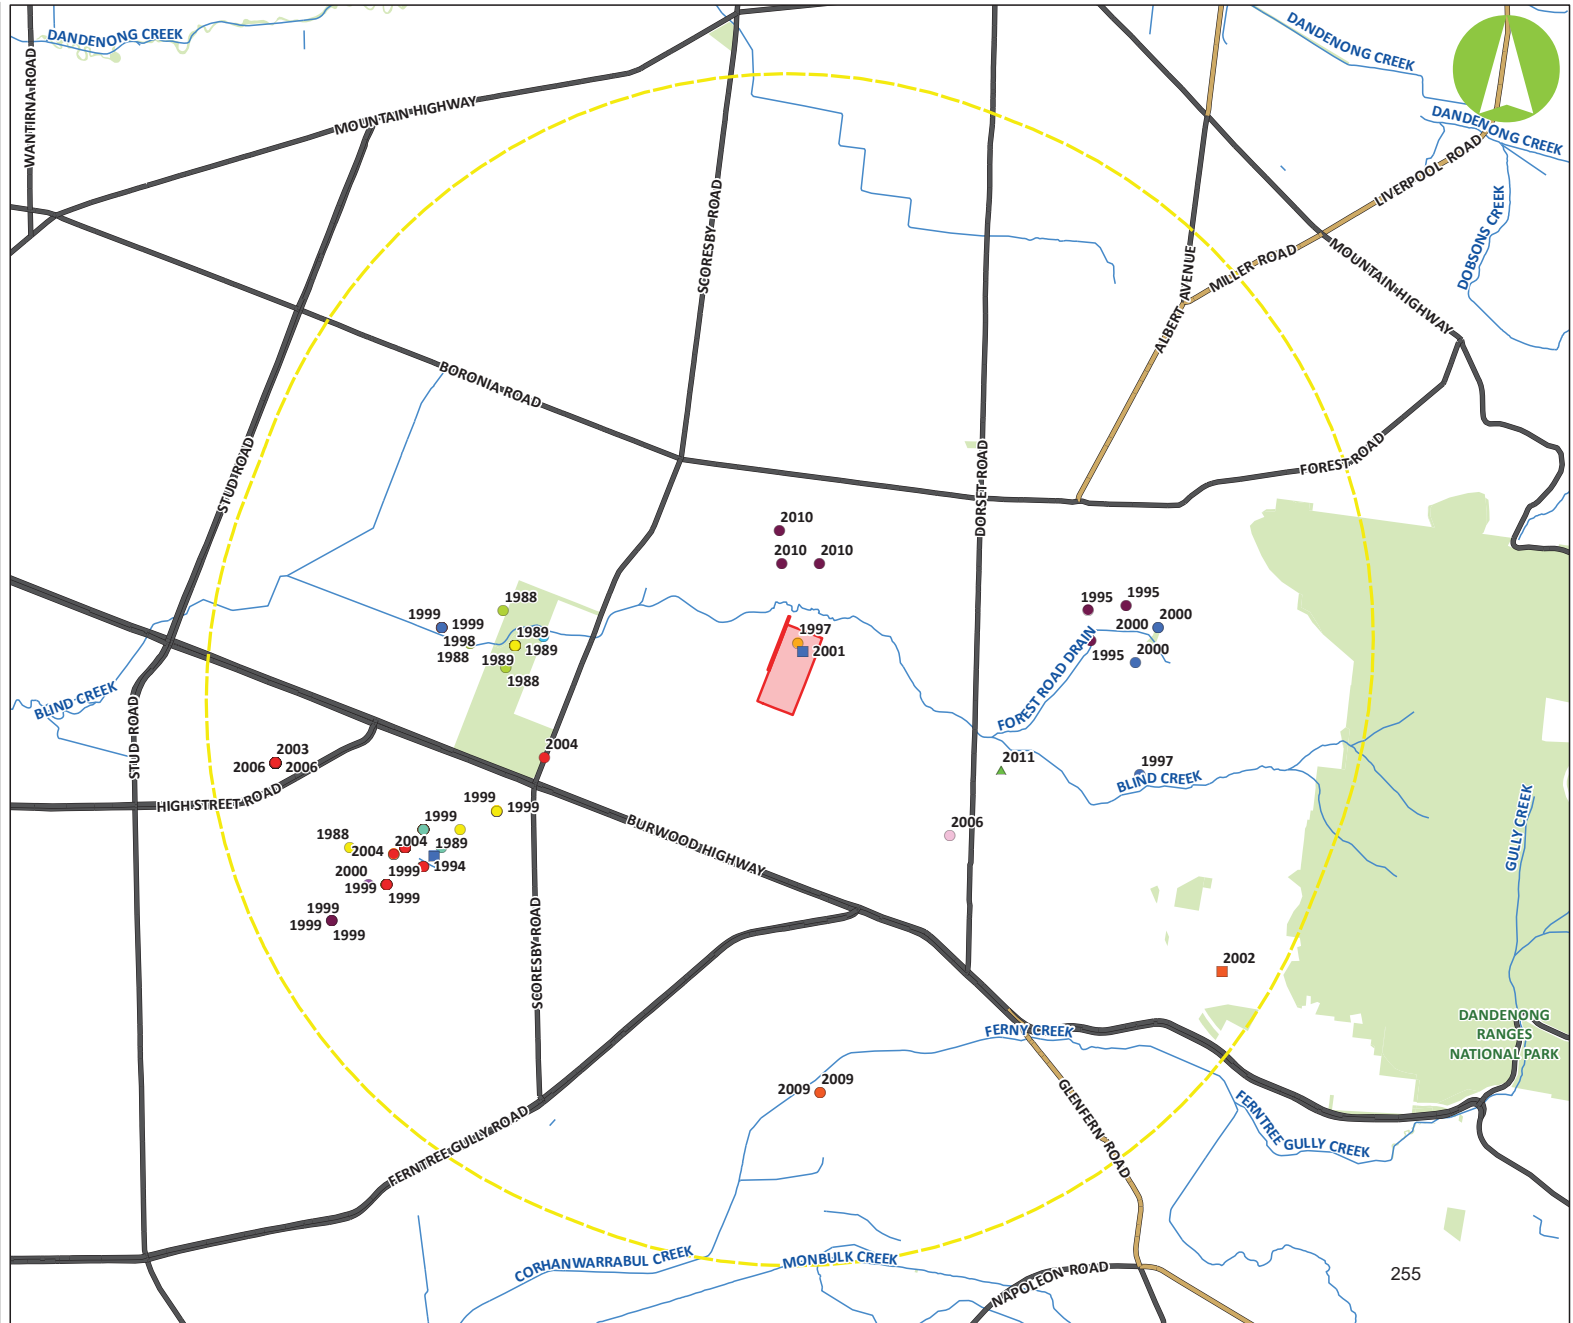 DANDENONG CREEK
DANDENONG CREEK
WANTIRNA ROAD
MOUNTAIN HIGHWAY
DANDENONG CREEK
LIVERPOOL ROAD
SCORESBY ROAD
DOBSONS CREEK
ALBERT AVENUE
MILLER ROAD
MOUNTAIN HIGHWAY
BORONIA ROAD
STUD ROAD
DORSET ROAD
FOREST ROAD
2010
2010
2010
1988
1999
1999
1998
1988
1989
1989
1989
1988
1997
2001
1995
1995
2000
2000
1995
2000
FOREST ROAD DRAIN
BLIND CREEK
STUD ROAD
2003
2006
2006
2004
2011
1997
BLIND CREEK
HIGH STREET ROAD
1999
1999
1999
1988
2004
2004
1989
1994
2000
1999
1999
1999
1999
1999
1999
BURWOOD HIGHWAY
2006
GULLY CREEK
SCORESBY ROAD
2002
DANDENONG
RANGES
NATIONAL PARK
FERNY CREEK
2009
2009
GLENFERN ROAD
FERNTREE GULLY CREEK
FERNTREE GULLY ROAD
CORHANWARRABUL CREEK
MONBULK CREEK
NAPOLEON ROAD
255